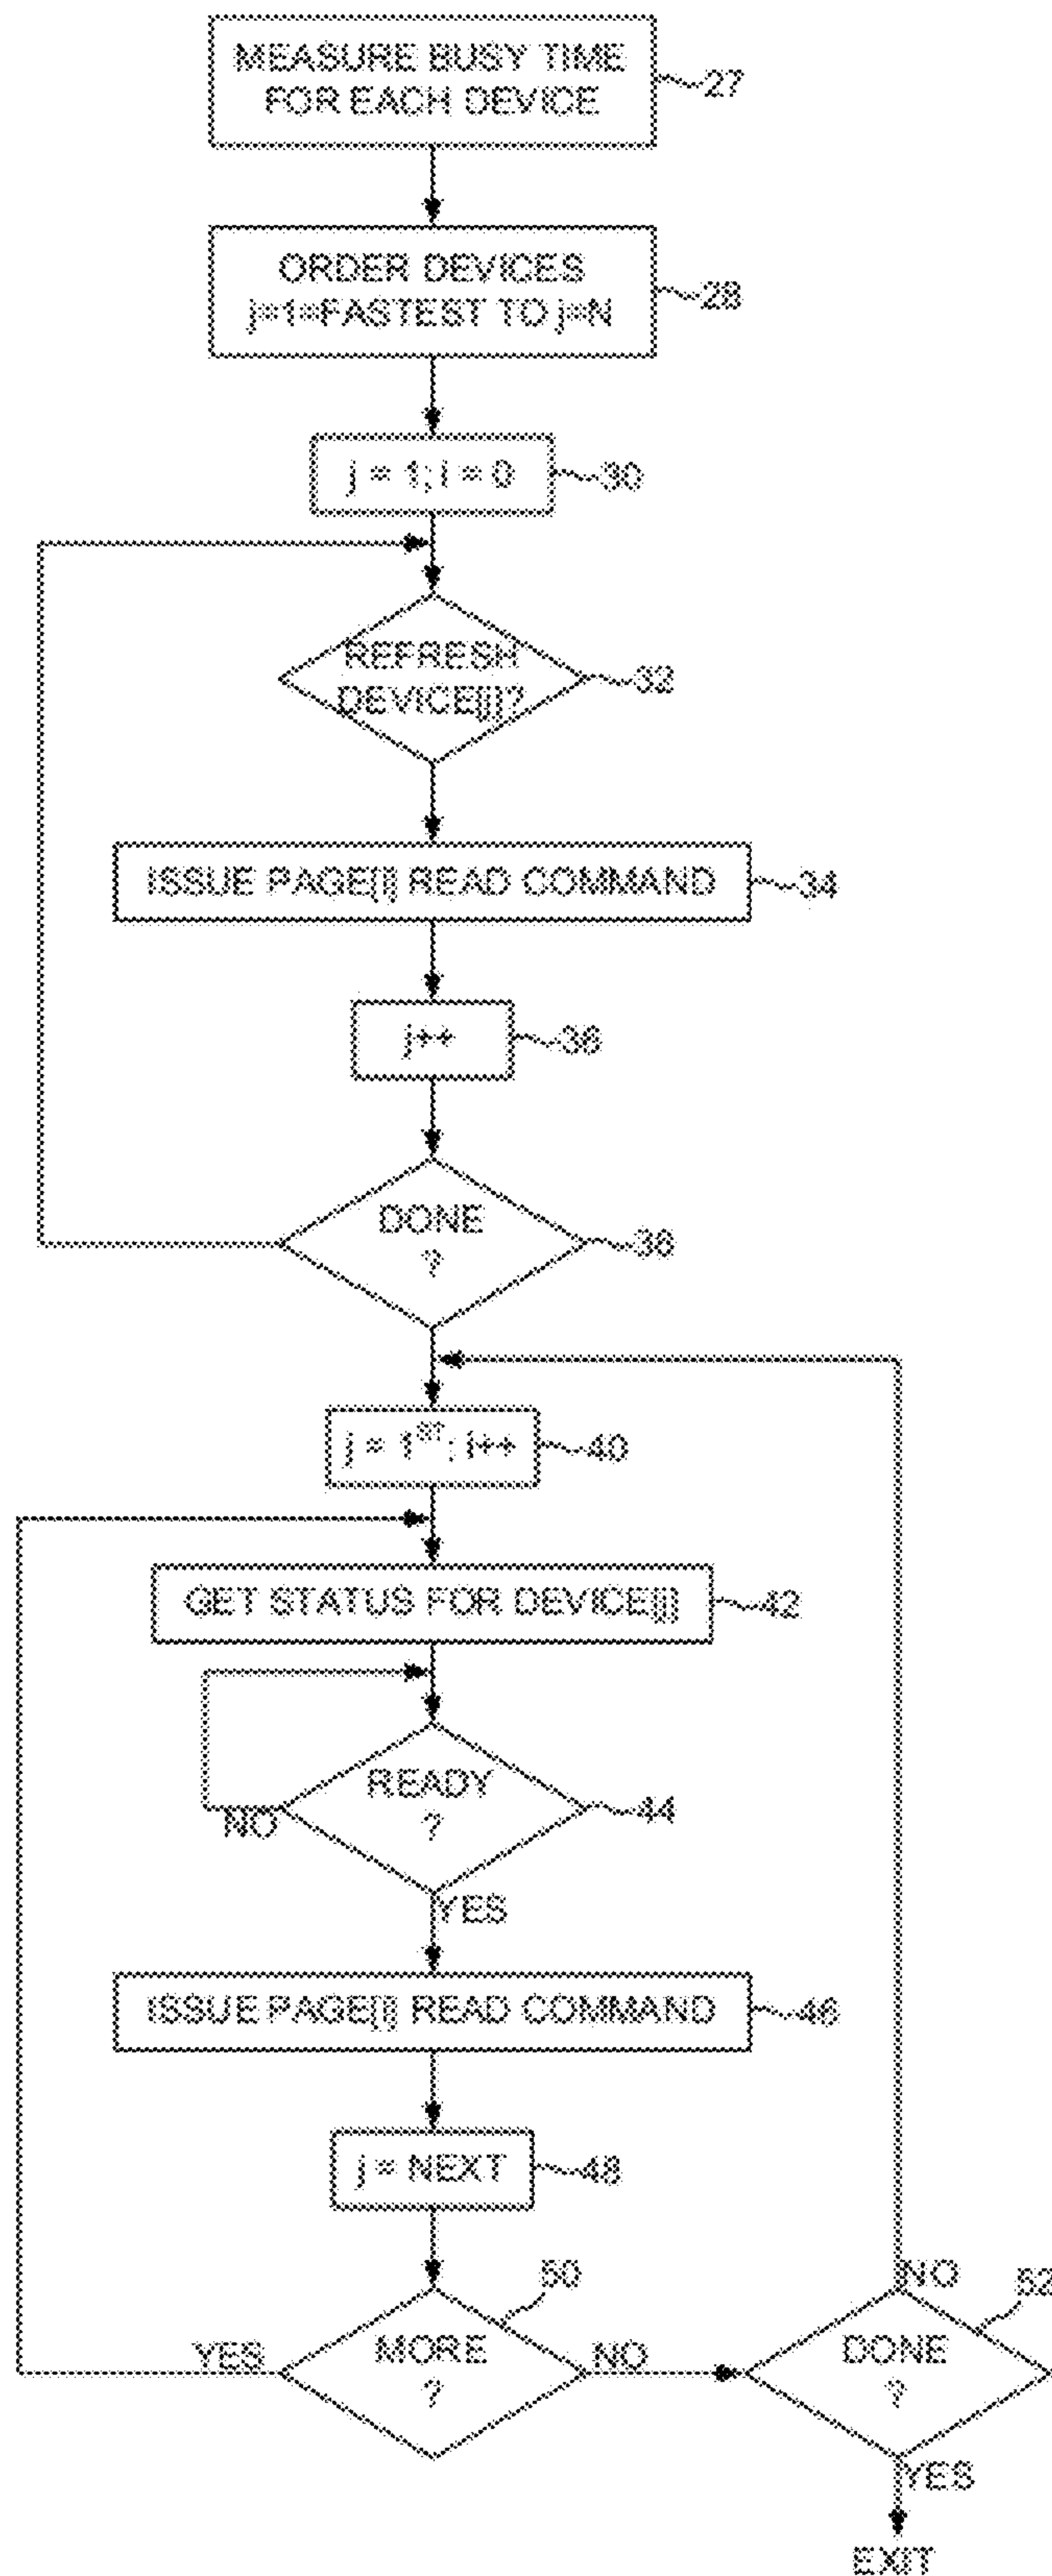 MEASURE BUSY TIME
FOR EACH DEVICE
27
ORDER DEVICES
j=1=FASTEST TO j=N
28
j = 1; i = 0
30
REFRESH
DEVICE[j]?
32
ISSUE PAGE[i] READ COMMAND
34
j++
36
DONE
?
38
j = 1ST; i++
40
GET STATUS FOR DEVICE[j]
42
READY
?
44
NO
YES
ISSUE PAGE[i] READ COMMAND
46
j = NEXT
48
50
MORE
?
YES
NO
52
DONE
?
NO
YES
EXIT